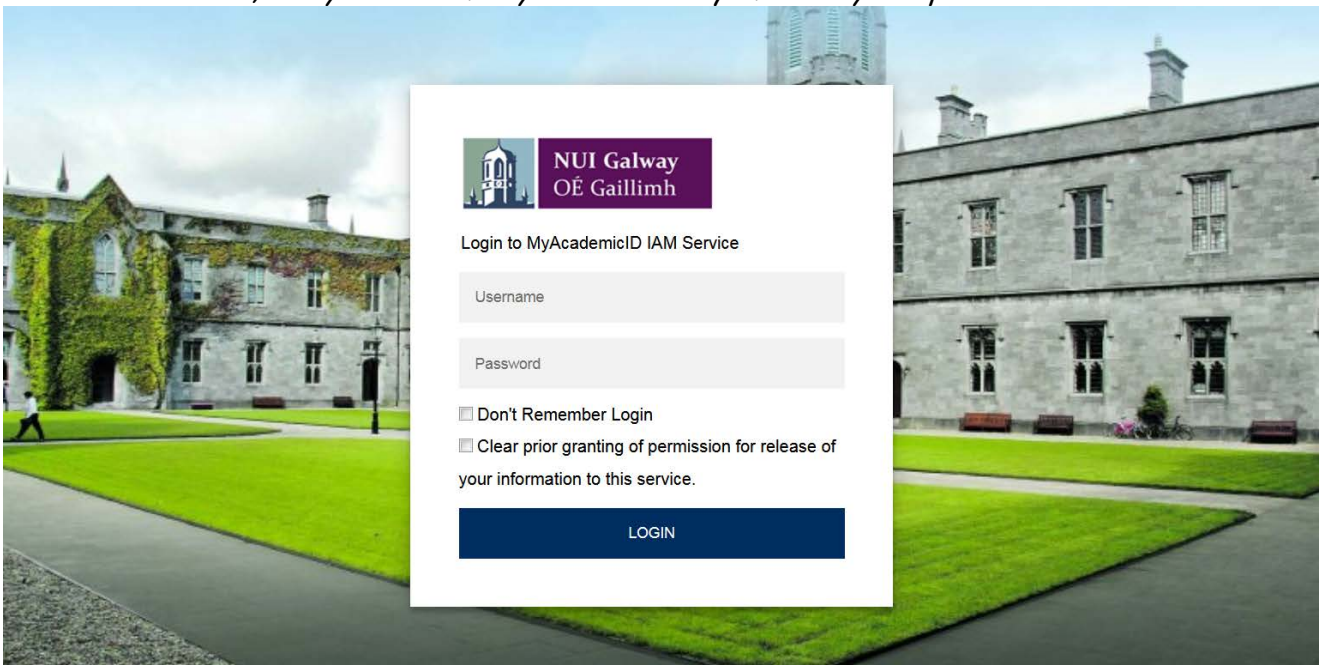 NUI Galway
OÉ Gaillimh
Login to MyAcademicID IAM Service
Username
Password
Don't Remember Login
Clear prior granting of permission for release of
your information to this service.
LOGIN